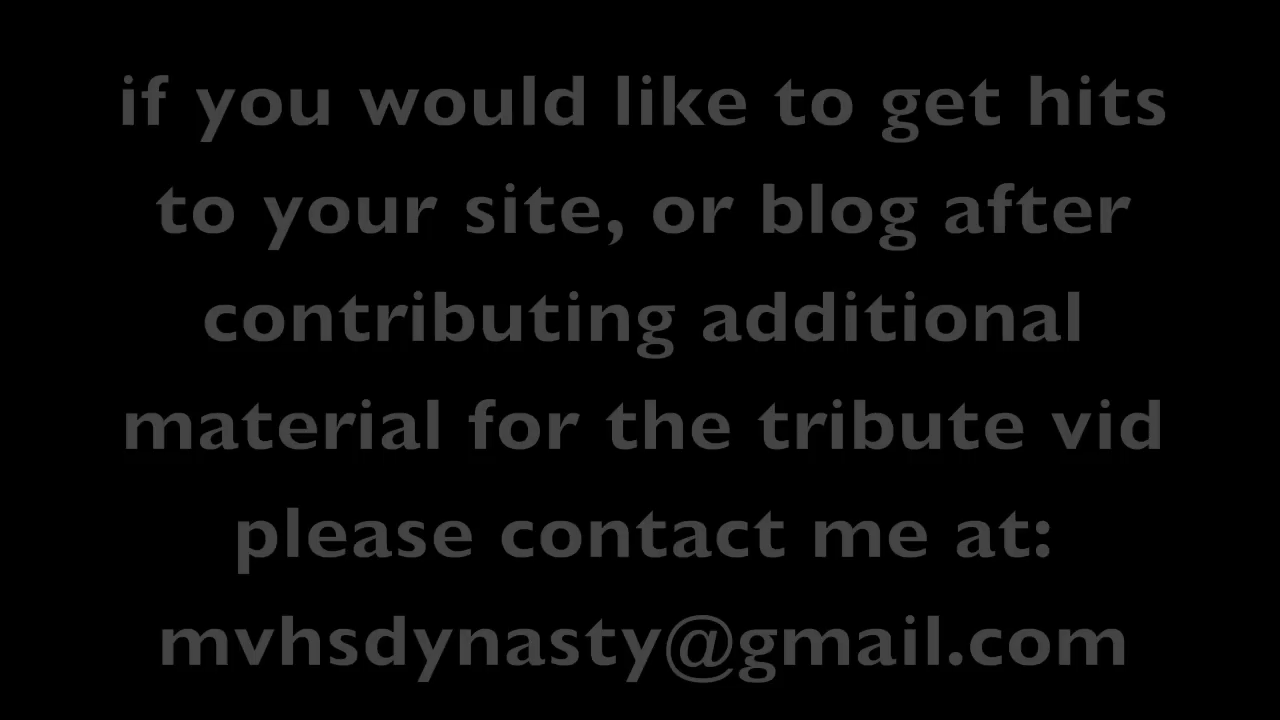 if you would like to get hits
to your site, or blog after
contributing additional
material for the tribute vid
please contact me at:
mvhsdynasty@gmail.com